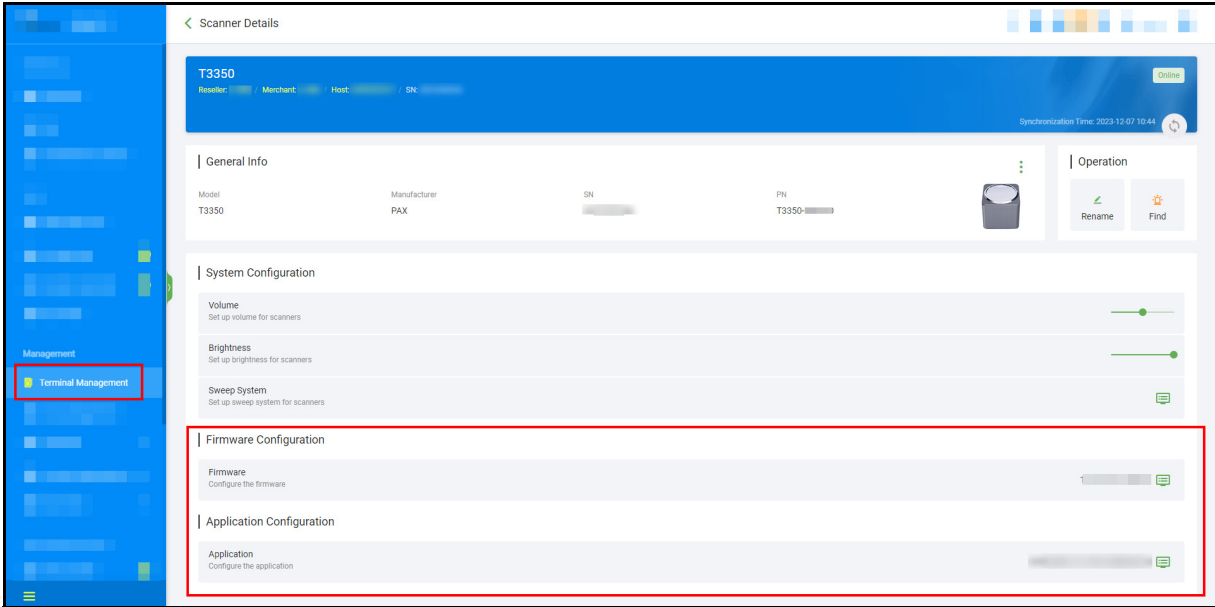 Scanner Details
T3350
Online
Reseller: / Merchant: / Host: / SN:
Synchronization Time: 2023-12-07 10:44
General Info
Operation
Model Manufacturer SN PN
T3350 PAX T3350-
Rename Find
System Configuration
Volume
Set up volume for scanners
Management
Brightness
Set up brightness for scanners
Terminal Management
Sweep System
Set up sweep system for scanners
Firmware Configuration
Firmware
Configure the firmware
Application Configuration
Application
Configure the application